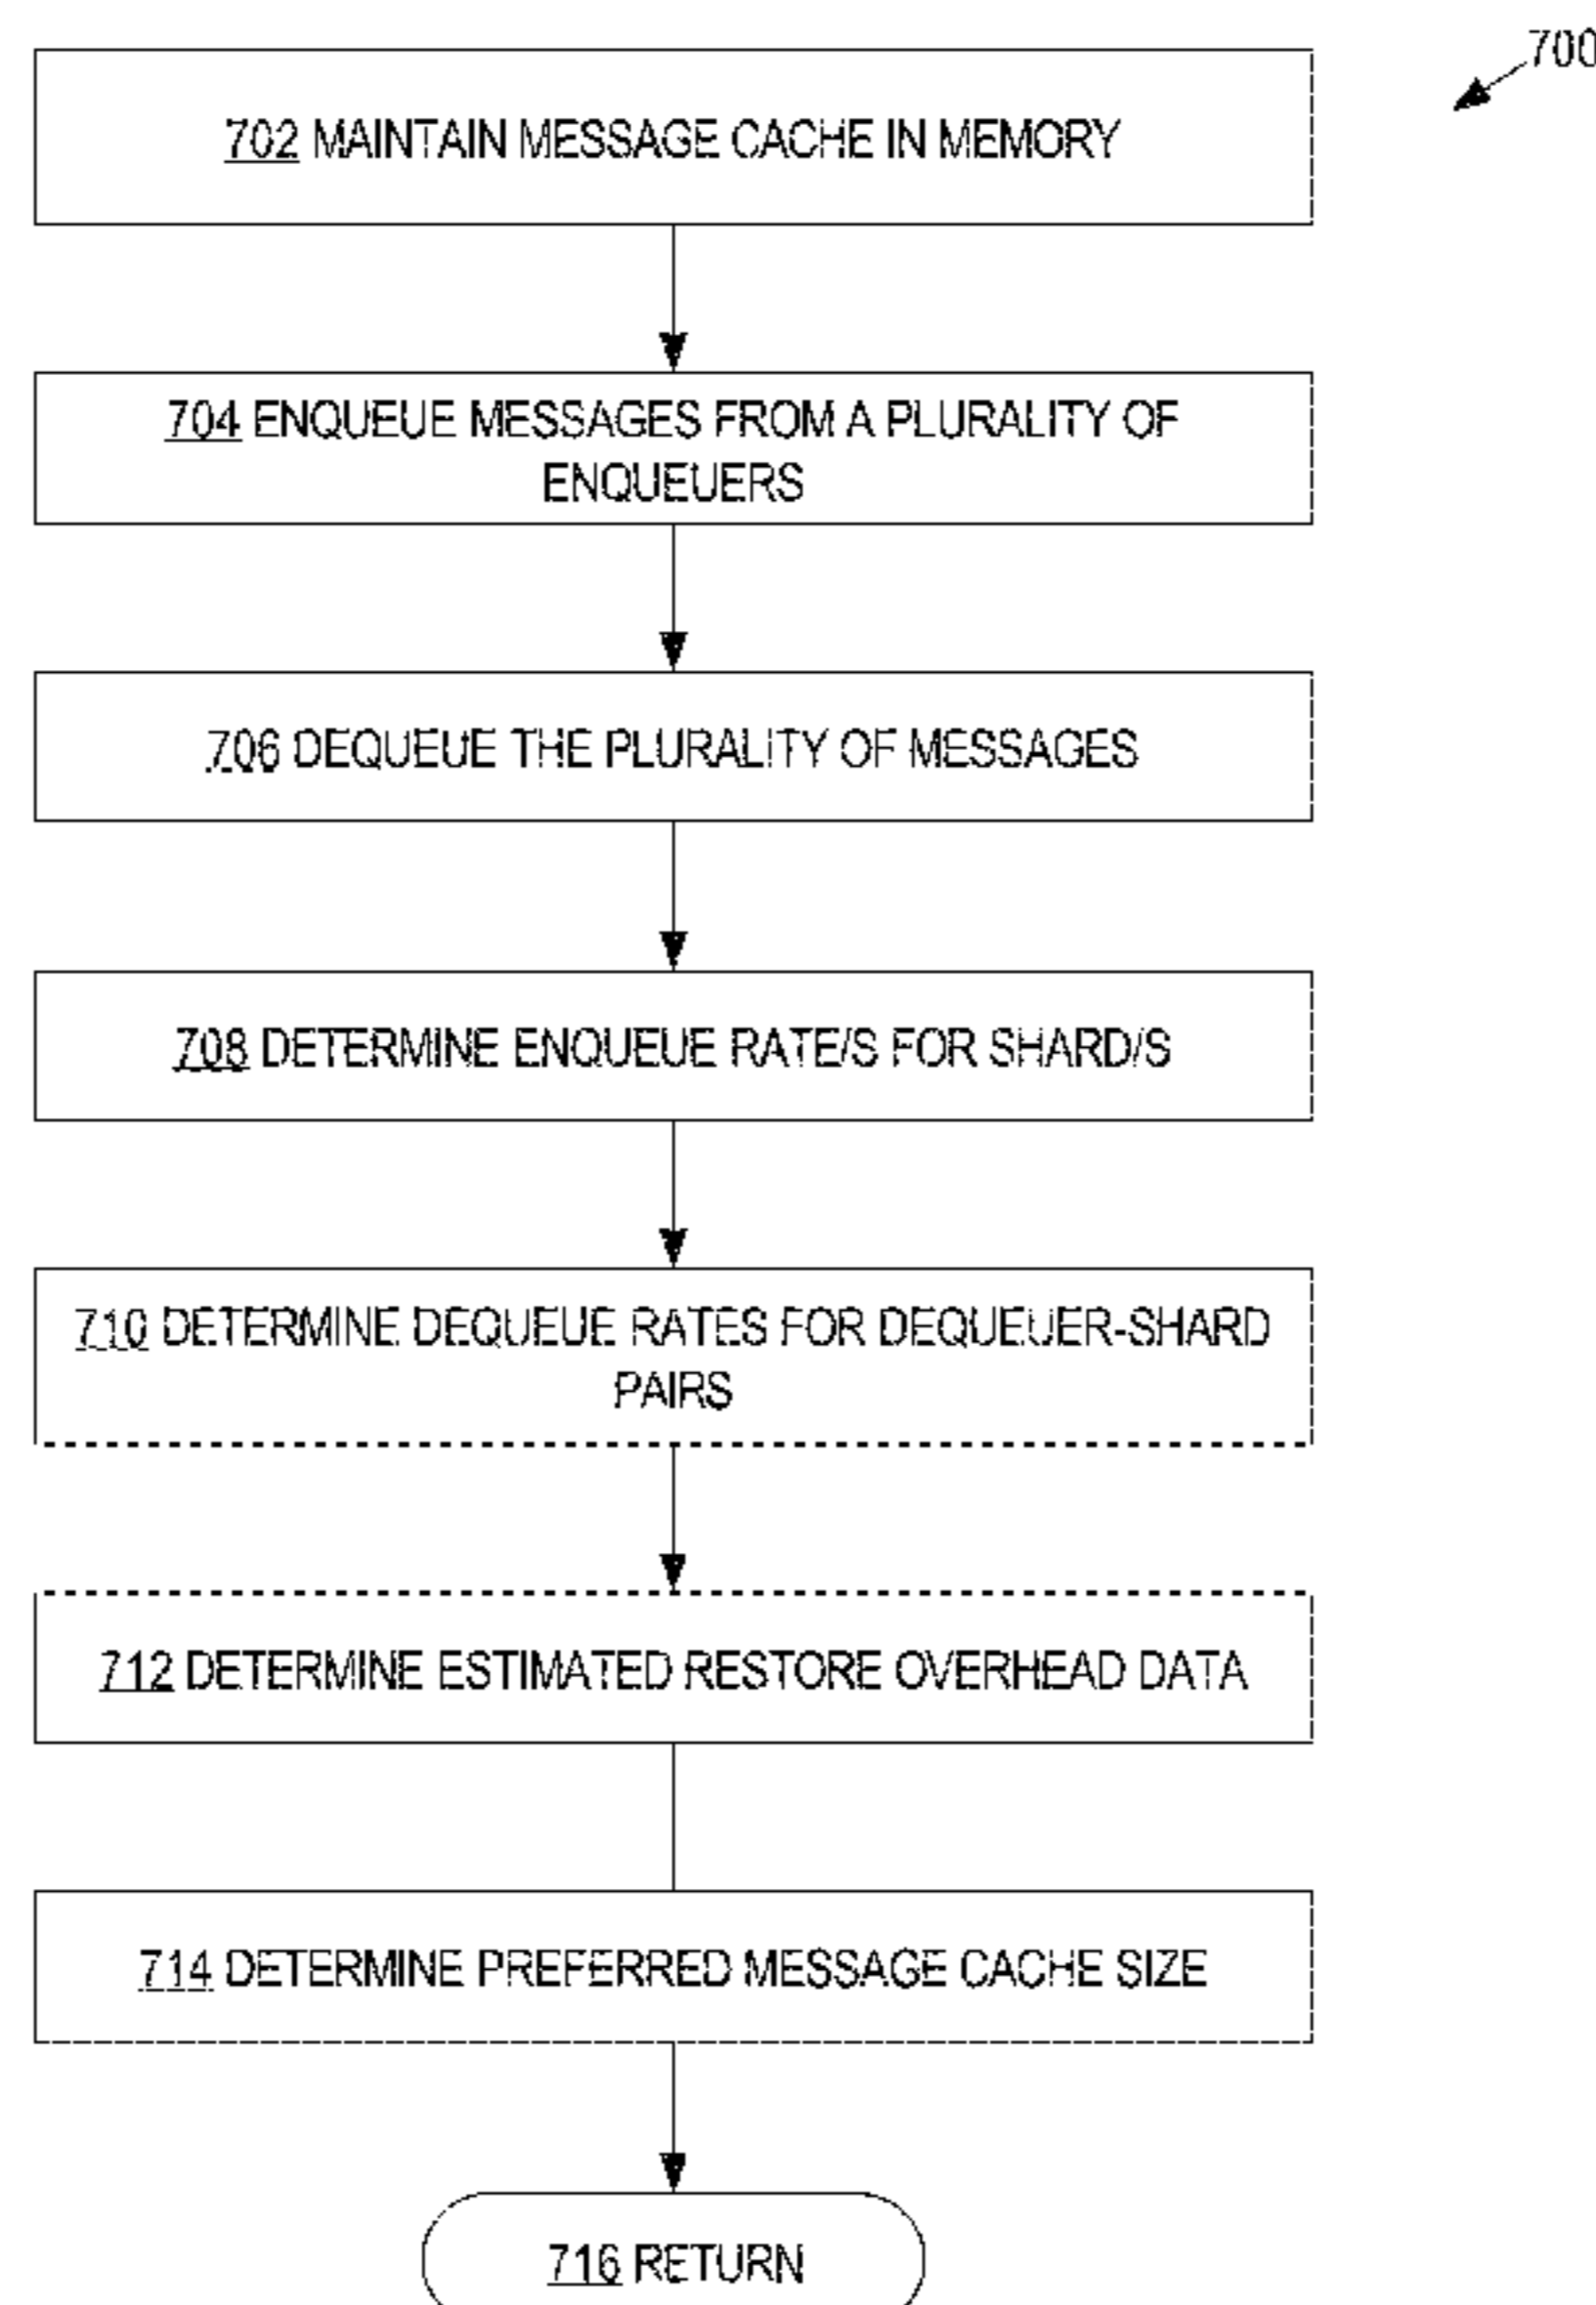 700
702 MAINTAIN MESSAGE CACHE IN MEMORY
704 ENQUEUE MESSAGES FROM A PLURALITY OF
ENQUEUERS
706 DEQUEUE THE PLURALITY OF MESSAGES
708 DETERMINE ENQUEUE RATE/S FOR SHARD/S
710 DETERMINE DEQUEUE RATES FOR DEQUEUER-SHARD
PAIRS
712 DETERMINE ESTIMATED RESTORE OVERHEAD DATA
714 DETERMINE PREFERRED MESSAGE CACHE SIZE
716 RETURN